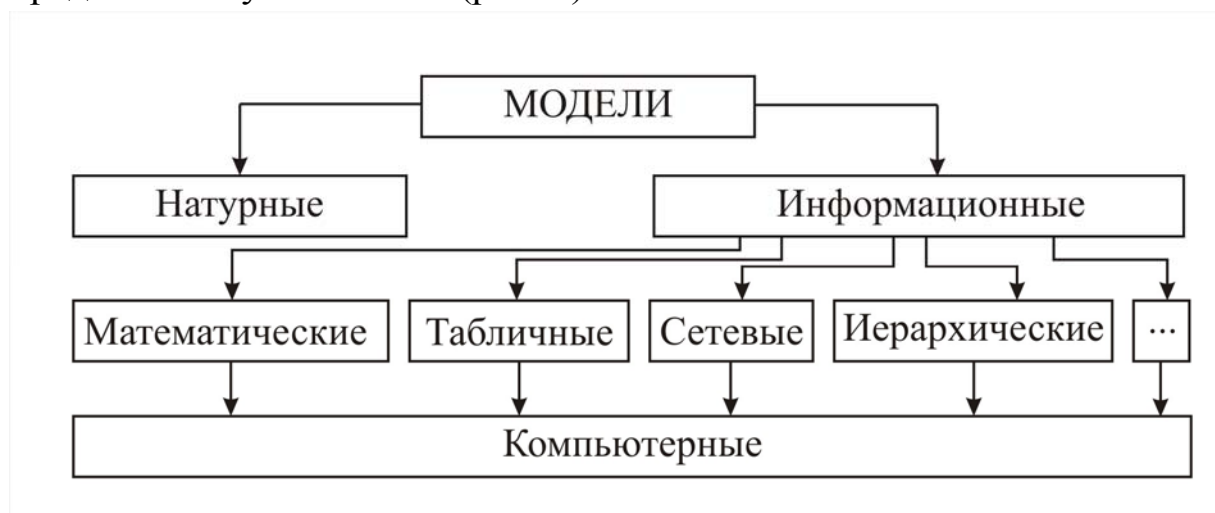 МОДЕЛИ
Натурные
Информационные
Математические
Табличные
Сетевые
Иерархические
...
Компьютерные